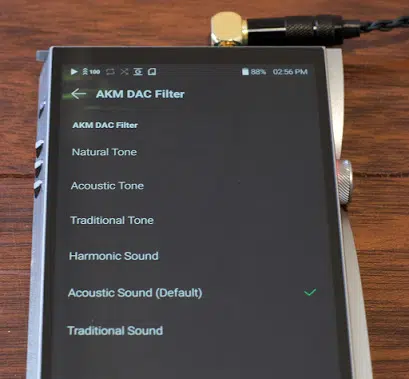 100 88% 02:56 PM
AKM DAC Filter
AKM DAC Filter
Natural Tone
Acoustic Tone
Traditional Tone
Harmonic Sound
Acoustic Sound (Default)
Traditional Sound